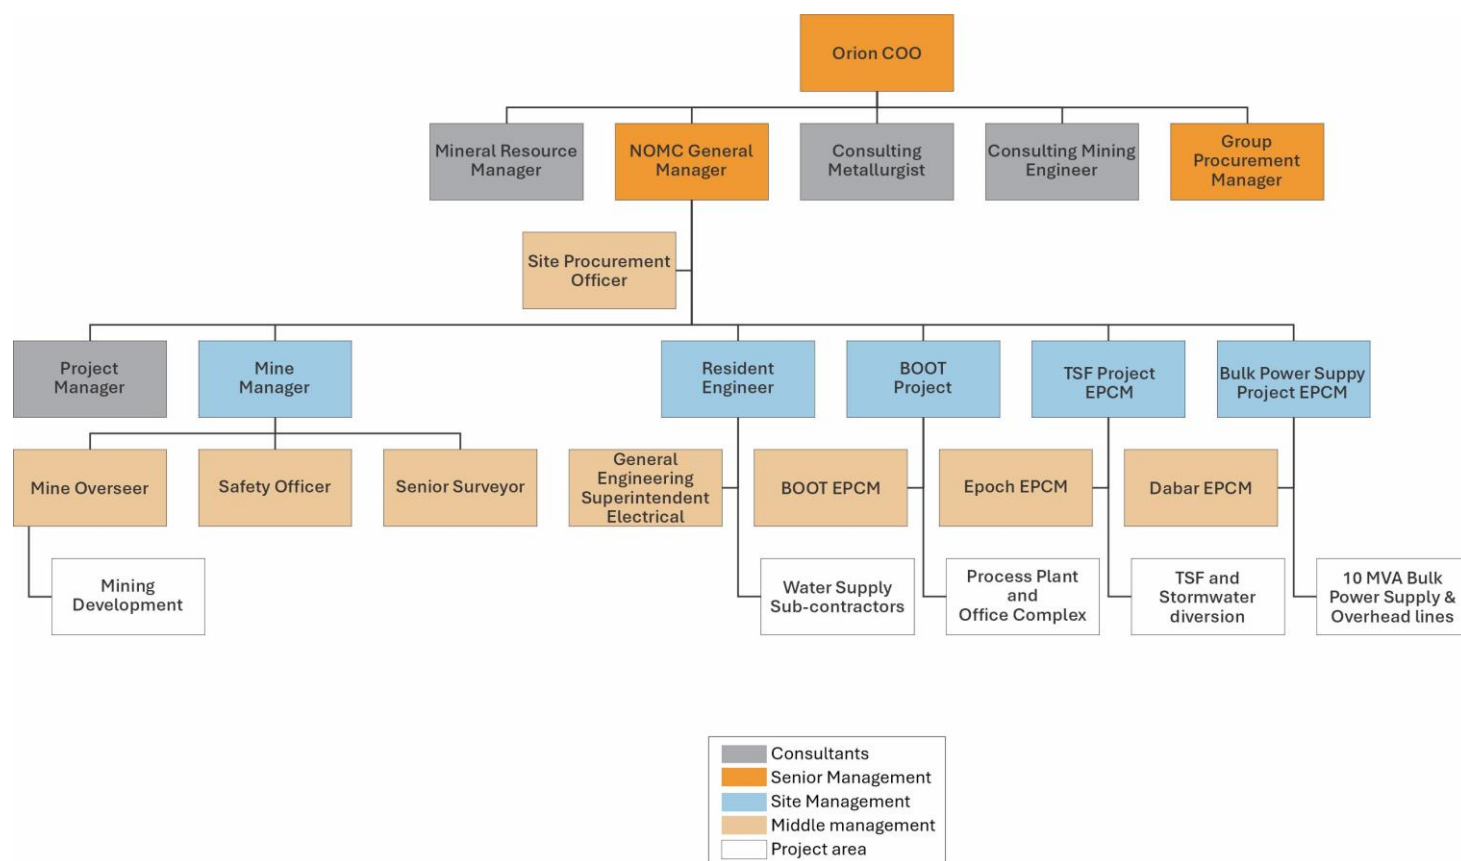 Orion COO
Mineral Resource
Manager
NOMC General
Manager
Consulting
Metallurgist
Consulting Mining
Engineer
Group
Procurement
Manager
Site Procurement
Officer
Project
Manager
Mine
Manager
Resident
Engineer
BOOT
Project
TSF Project
EPCM
Bulk Power Suppy
Project EPCM
Mine Overseer
Safety Officer
Senior Surveyor
General
Engineering
Superintendent
Electrical
BOOT EPCM
Epoch EPCM
Dabar EPCM
Mining
Development
Water Supply
Sub-contractors
Process Plant
and
Office Complex
TSF and
Stormwater
diversion
10 MVA Bulk
Power Supply &
Overhead lines
Consultants
Senior Management
Site Management
Middle management
Project area